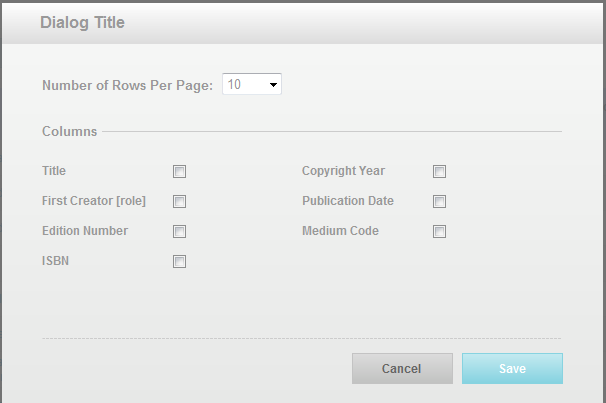 Dialog Title
Number of Rows Per Page: 10
Columns
Title
Copyright Year
First Creator [role]
Publication Date
Edition Number
Medium Code
ISBN
Cancel
Save